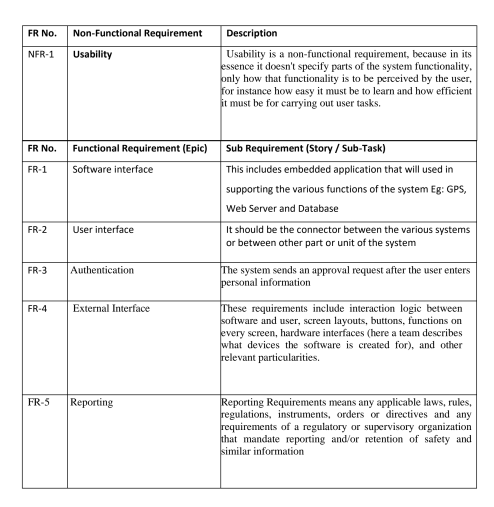 FR No. Non-Functional Requirement Description
NFR-1 Usability Usability is a non-functional requirement, because in its
essence it doesn't specify parts of the system functionality,
only how that functionality is to be perceived by the user,
for instance how easy it must be to learn and how efficient
it must be for carrying out user tasks.
FR No. Functional Requirement (Epic) Sub Requirement (Story / Sub-Task)
FR-1 Software interface This includes embedded application that will used in
supporting the various functions of the system Eg: GPS,
Web Server and Database
FR-2 User interface It should be the connector between the various systems
or between other part or unit of the system
FR-3 Authentication The system sends an approval request after the user enters
personal information
FR-4 External Interface These requirements include interaction logic between
software and user, screen layouts, buttons, functions on
every screen, hardware interfaces (here a team describes
what devices the software is created for), and other
relevant particularities.
FR-5 Reporting Reporting Requirements means any applicable laws, rules,
regulations, instruments, orders or directives and any
requirements of a regulatory or supervisory organization
that mandate reporting and/or retention of safety and
similar information